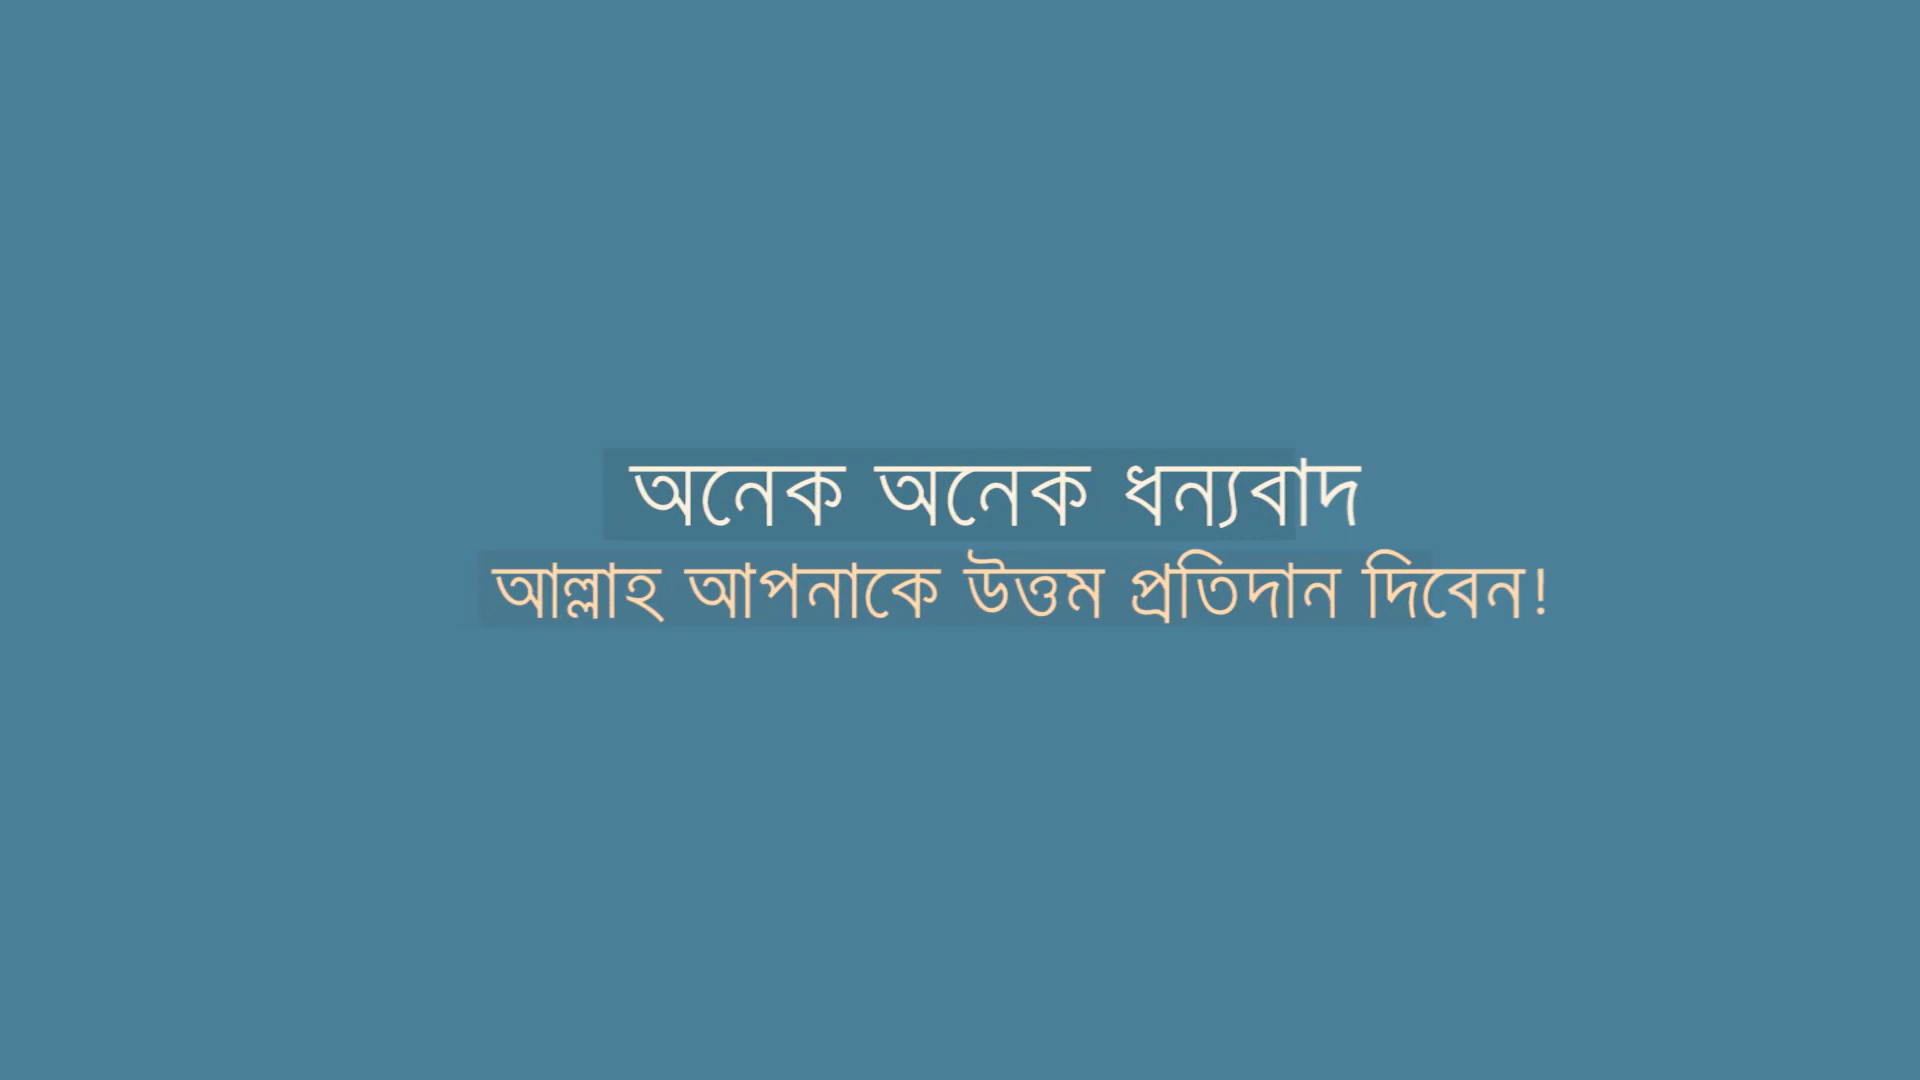 অনেক অনেক ধন্যবাদ
আল্লাহ আপনাকে উত্তম প্রতিদান দিবেন!